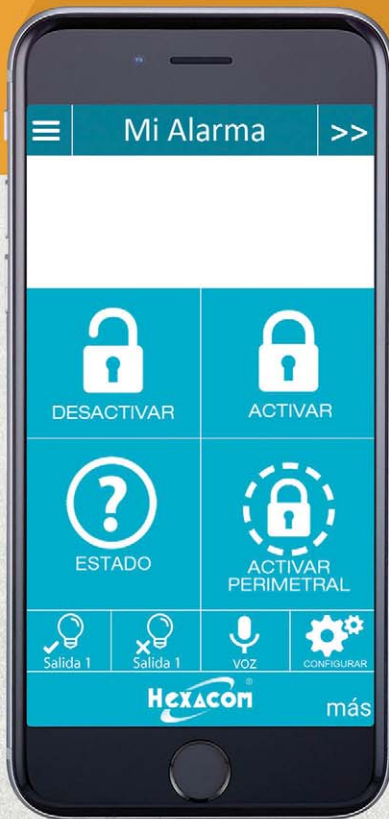 Mi Alarma >>
DESACTIVAR
ACTIVAR
?
ESTADO
ACTIVAR
PERIMETRAL
Salida 1
Salida 1
VOZ
CONFIGURAR
HEXACOM®
más